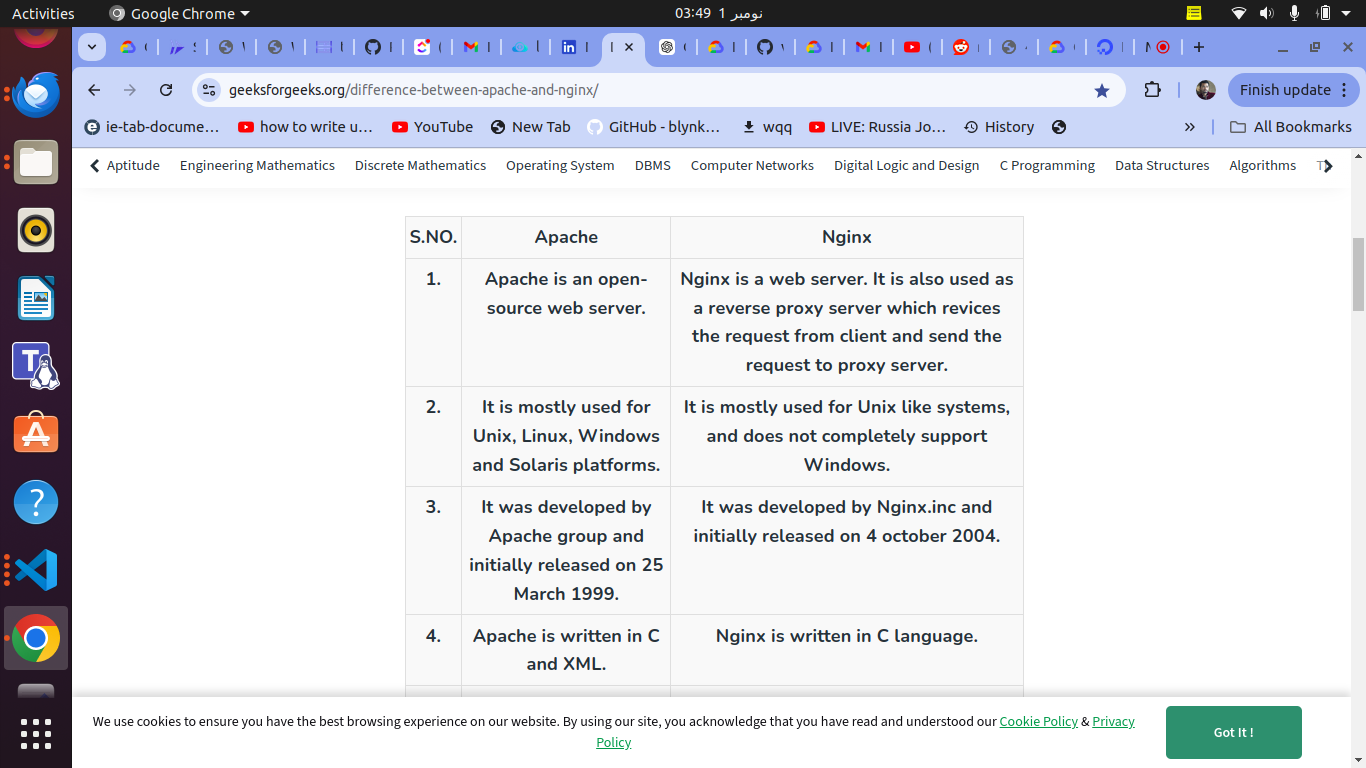 Activities
Google Chrome
03:49 1 نومبر
geeksforgeeks.org/difference-between-apache-and-nginx/
Finish update
ie-tab-docume…
how to write u…
YouTube
New Tab
GitHub - blynk…
wqq
LIVE: Russia Jo…
History
All Bookmarks
Aptitude
Engineering Mathematics
Discrete Mathematics
Operating System
DBMS
Computer Networks
Digital Logic and Design
C Programming
Data Structures
Algorithms
S.NO.
Apache
Nginx
1.
Apache is an open-
source web server.
Nginx is a web server. It is also used as
a reverse proxy server which revices
the request from client and send the
request to proxy server.
2.
It is mostly used for
Unix, Linux, Windows
and Solaris platforms.
It is mostly used for Unix like systems,
and does not completely support
Windows.
3.
It was developed by
Apache group and
initially released on 25
March 1999.
It was developed by Nginx.inc and
initially released on 4 october 2004.
4.
Apache is written in C
and XML.
Nginx is written in C language.
We use cookies to ensure you have the best browsing experience on our website. By using our site, you acknowledge that you have read and understood our Cookie Policy & Privacy
Policy
Got It !